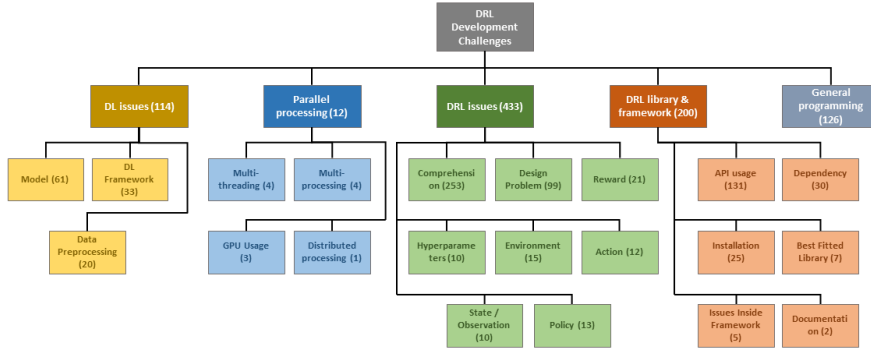 DRL
Development
Challenges
DL issues (114)
Parallel
processing (12)
DRL issues (433)
DRL library &
framework (200)
General
programming
(126)
Model (61)
DL
Framework
(33)
Multi-
threading (4)
Multi-
processing (4)
Comprehensi
on (253)
Design
Problem (99)
Reward (21)
API usage
(131)
Dependency
(30)
Data
Preprocessing
(20)
GPU Usage
(3)
Distributed
processing (1)
Hyperparame
ters (10)
Environment
(15)
Action (12)
Installation
(25)
Best Fitted
Library (7)
State /
Observation
(10)
Policy (13)
Issues Inside
Framework
(5)
Documentati
on (2)